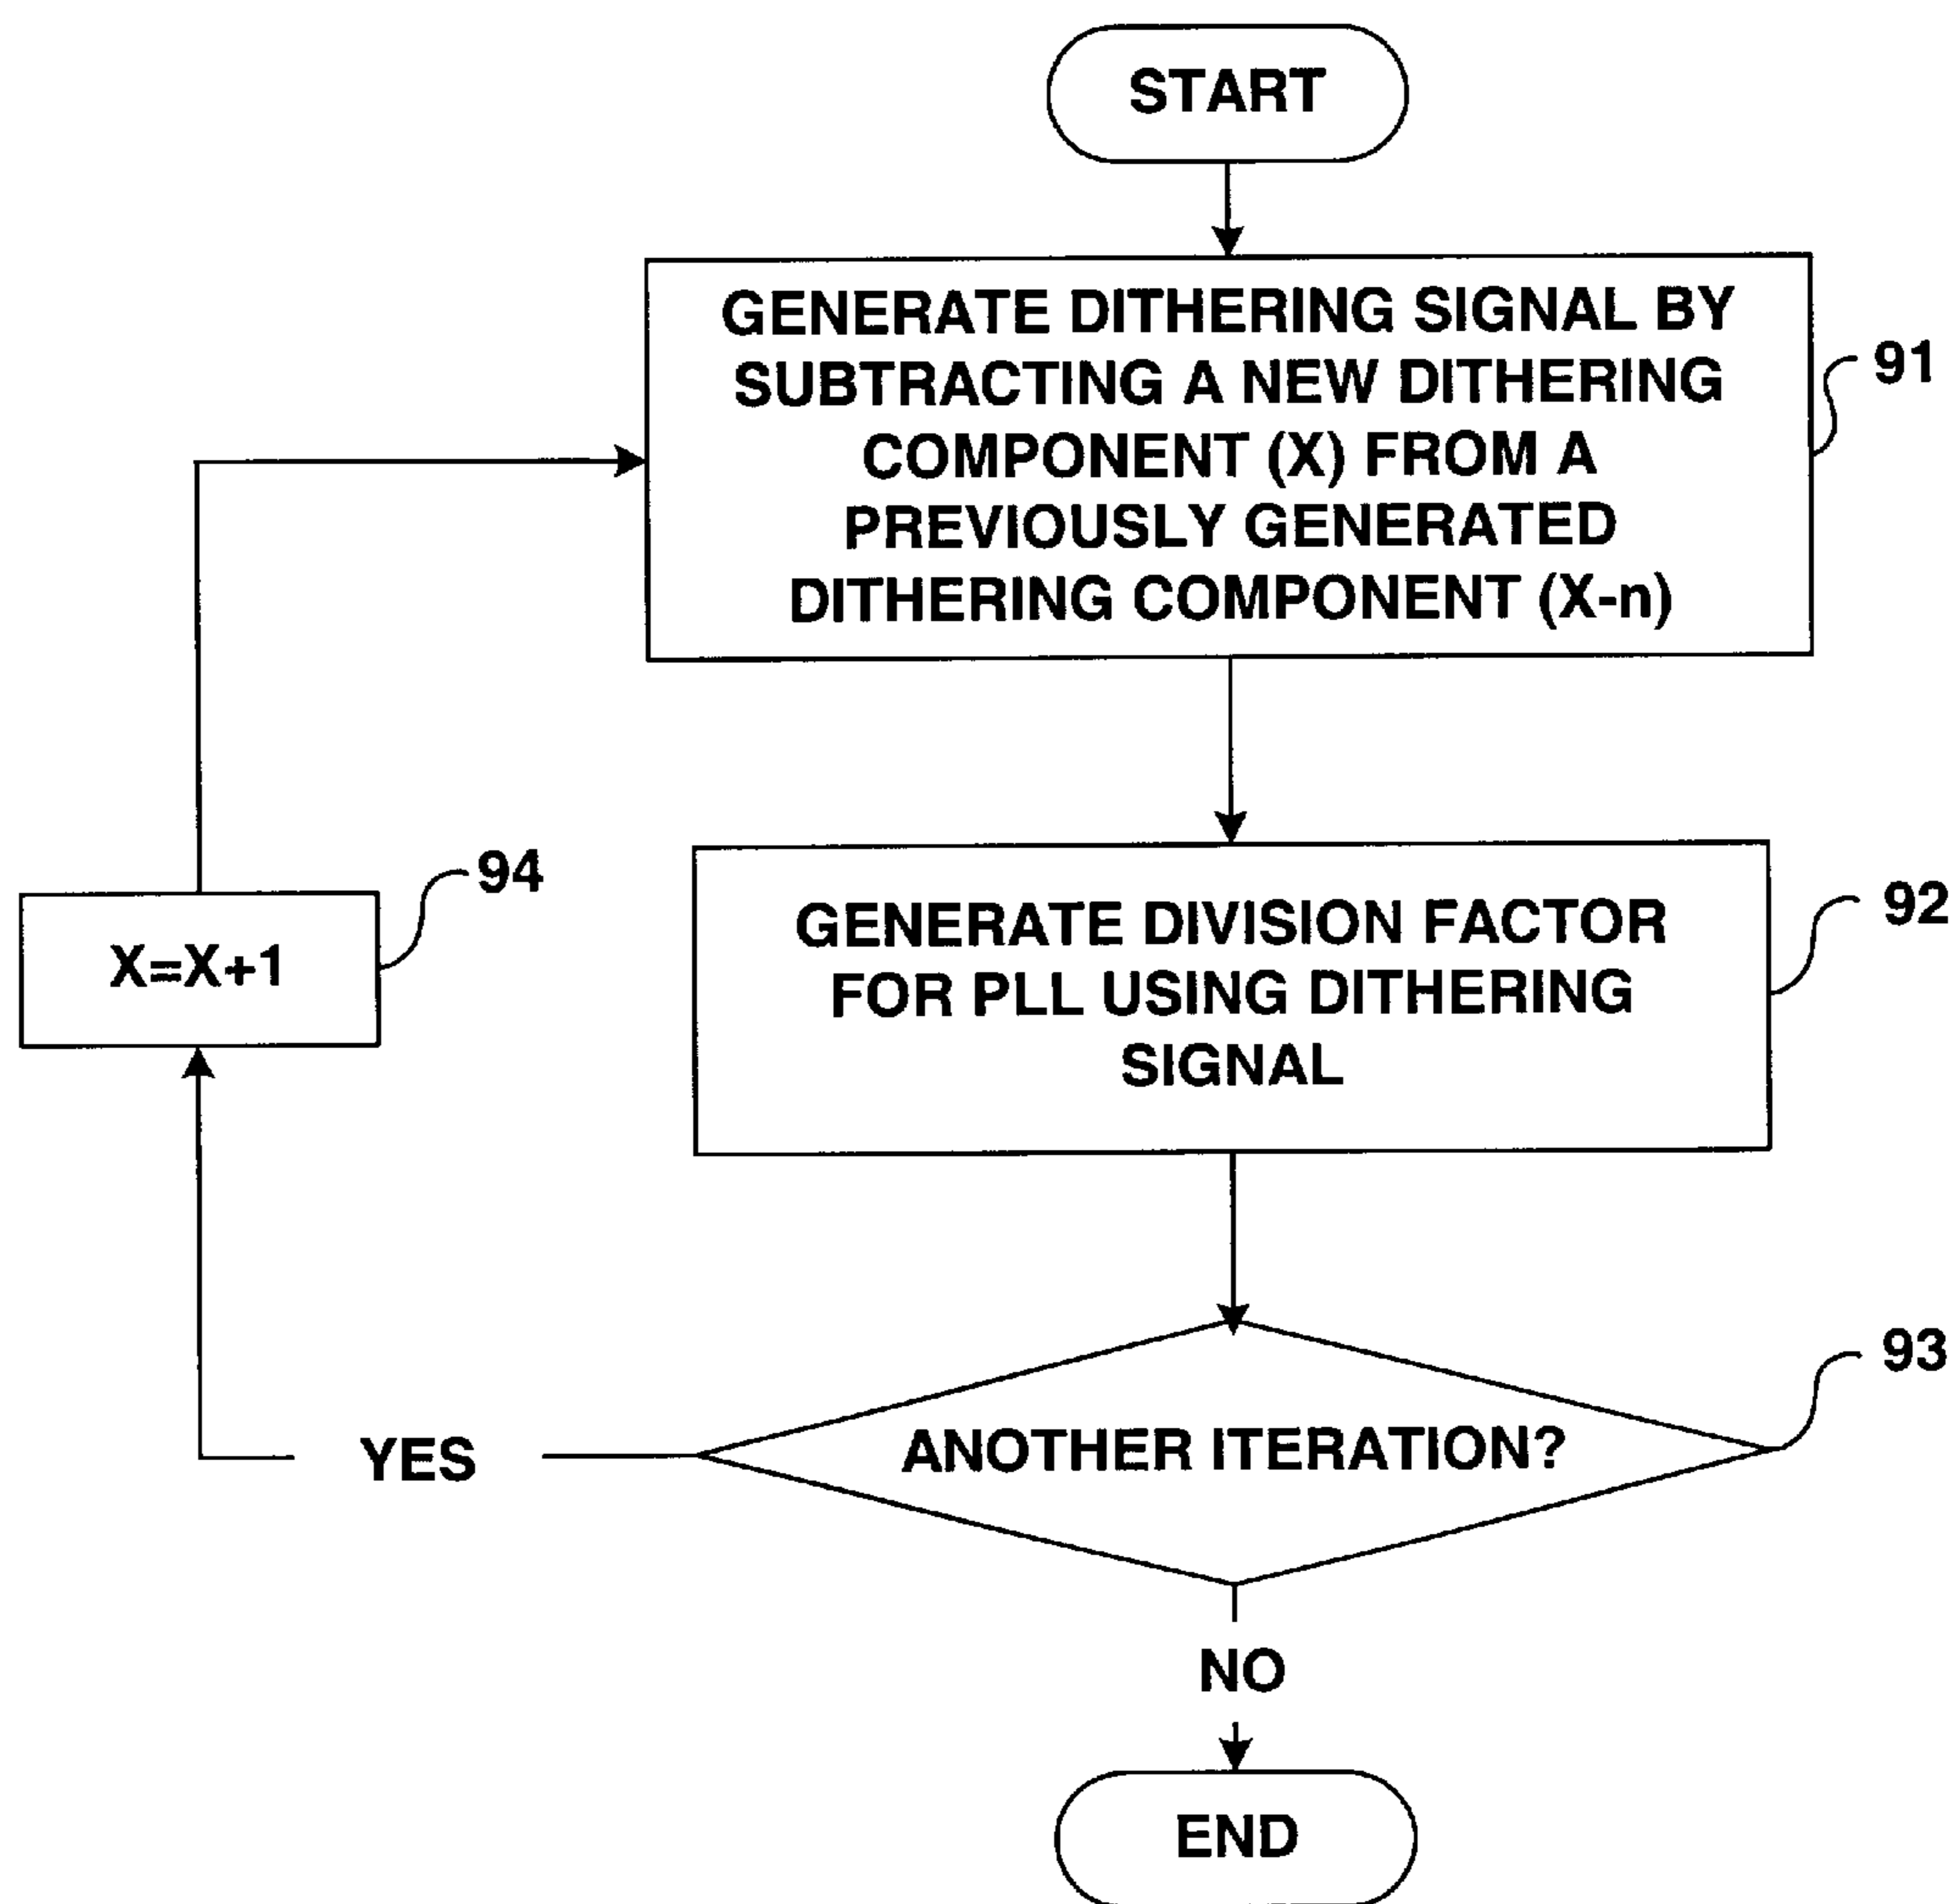 START
GENERATE DITHERING SIGNAL BY
SUBTRACTING A NEW DITHERING
COMPONENT (X) FROM A
PREVIOUSLY GENERATED
DITHERING COMPONENT (X-n)
91
94
X=X+1
GENERATE DIVISION FACTOR
FOR PLL USING DITHERING
SIGNAL
92
93
ANOTHER ITERATION?
YES
NO
END